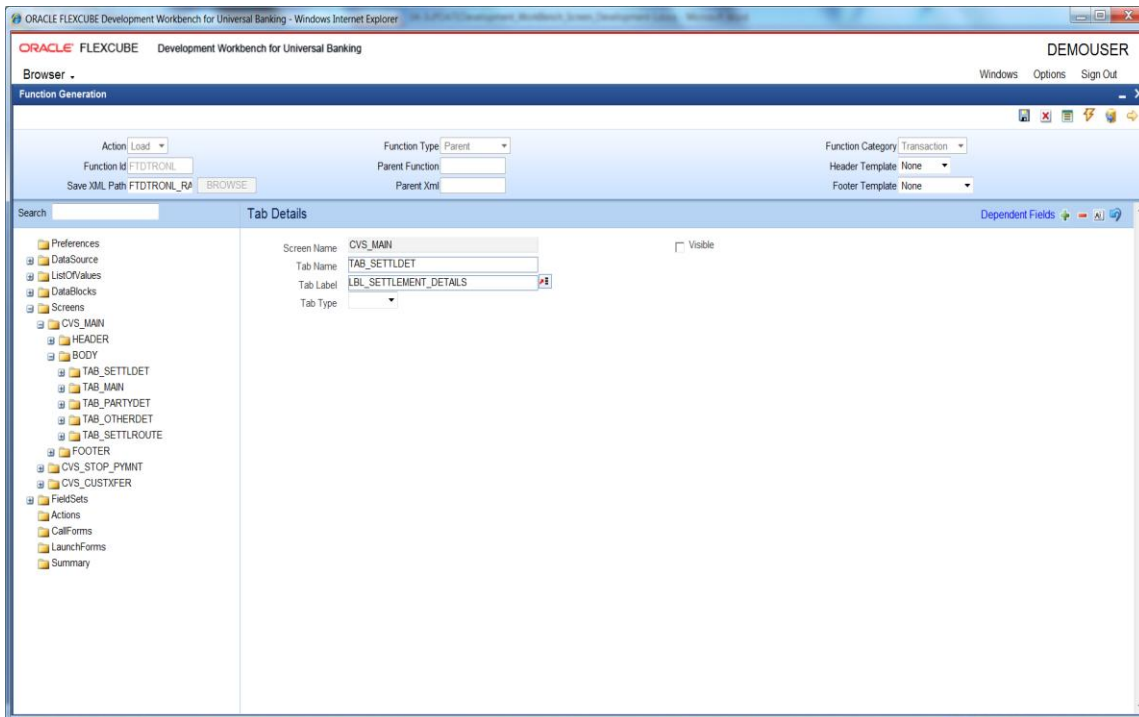 ORACLE FLEXCUBE Development Workbench for Universal Banking - Windows Internet Explorer
ORACLE FLEXCUBE Development Workbench for Universal Banking
DEMOUSER
Browser
Windows Options Sign Out
Function Generation
Action Load
Function Type Parent
Function Category Transaction
Function Id FTDTRONL
Parent Function
Header Template None
Save XML Path FTDTRONL_RA BROWSE
Parent Xml
Footer Template None
Search
Tab Details
Dependent Fields
Screen Name CVS_MAIN
Visible
Tab Name TAB_SETTLDET
Tab Label LBL_SETTLEMENT_DETAILS
Tab Type
Preferences
DataSource
ListOfValues
DataBlocks
Screens
CVS_MAIN
HEADER
BODY
TAB_SETTLDET
TAB_MAIN
TAB_PARTYDET
TAB_OTHERDET
TAB_SETTLROUTE
FOOTER
CVS_STOP_PYMNT
CVS_CUSTXFER
FieldSets
Actions
CallForms
LaunchForms
Summary